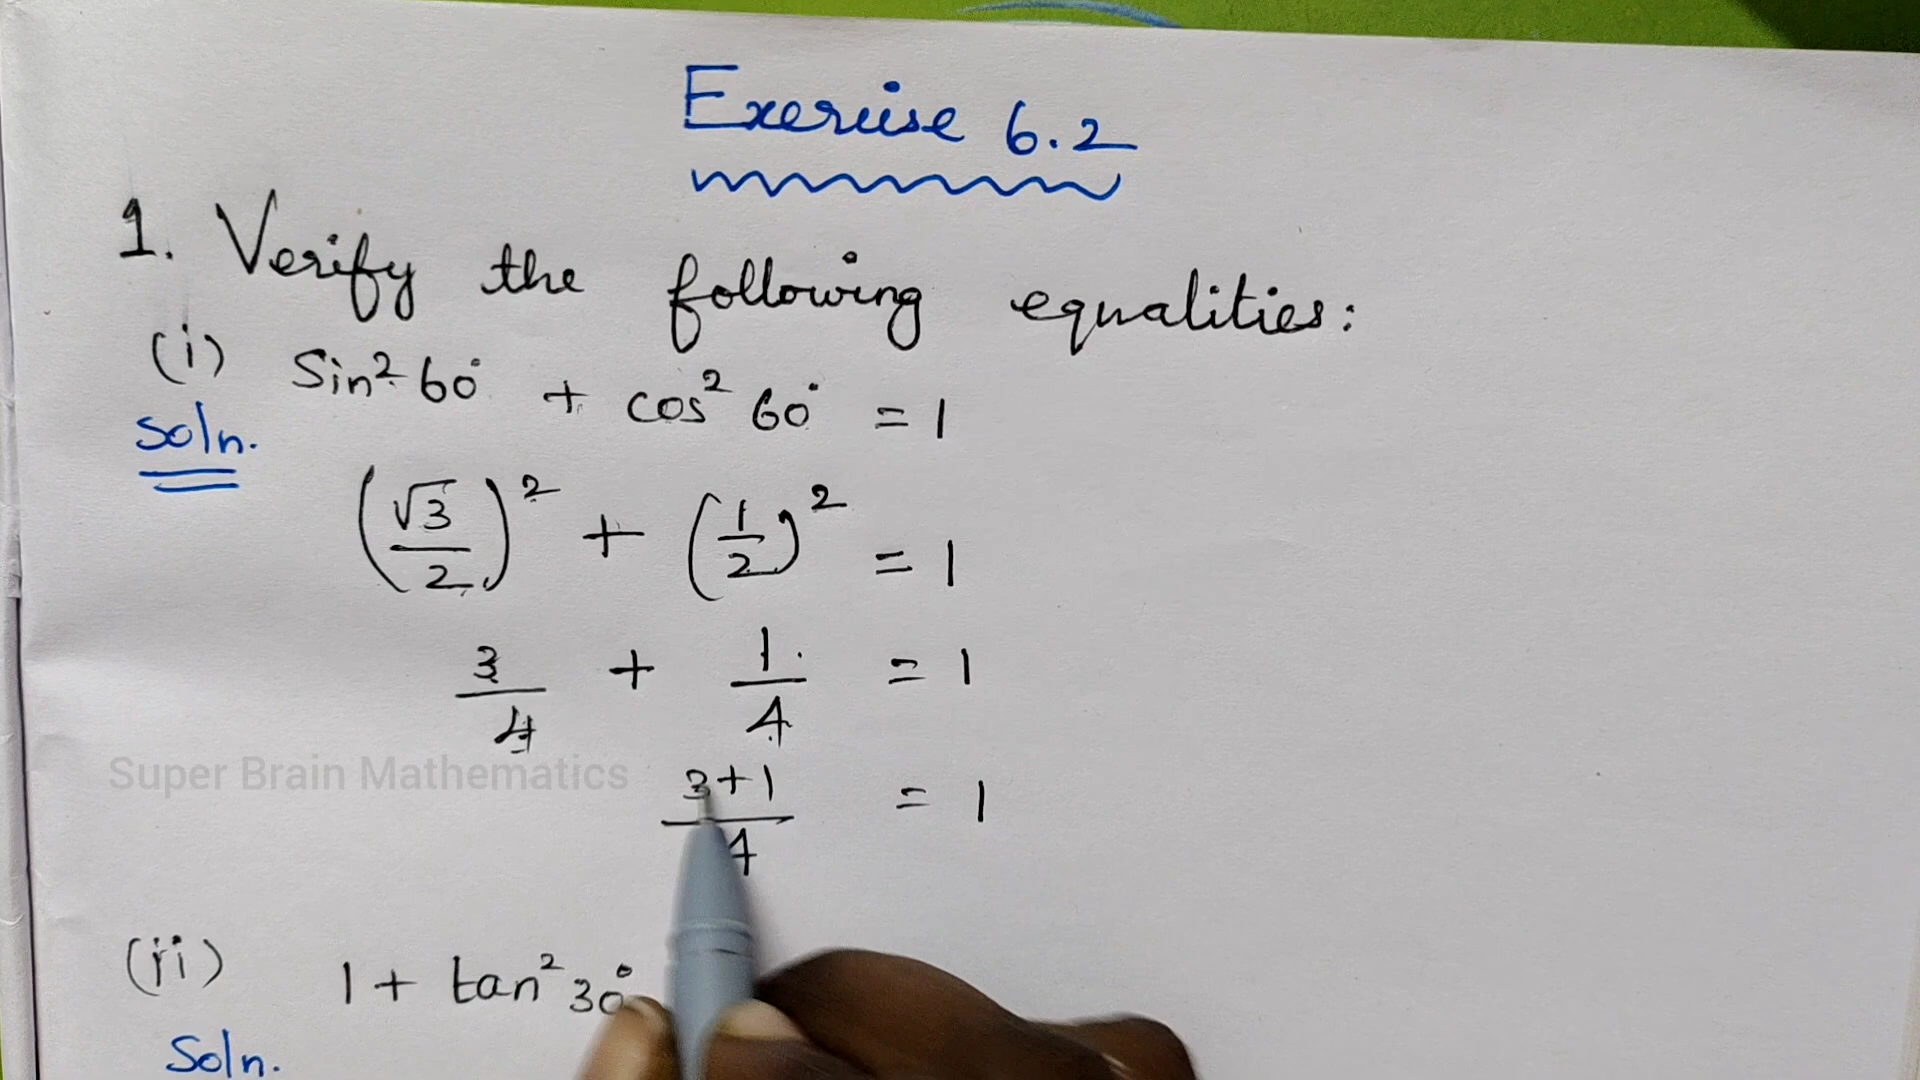 Exercise 6.2
1. Verify the following equalities:
(i) Sin² 60° + cos² 60° = 1
Soln.
(√3/2)² + (1/2)² = 1
3/4 + 1/4 = 1
Super Brain Mathematics
3+1/4 = 1
(ii) 1 + tan² 30°
Soln.